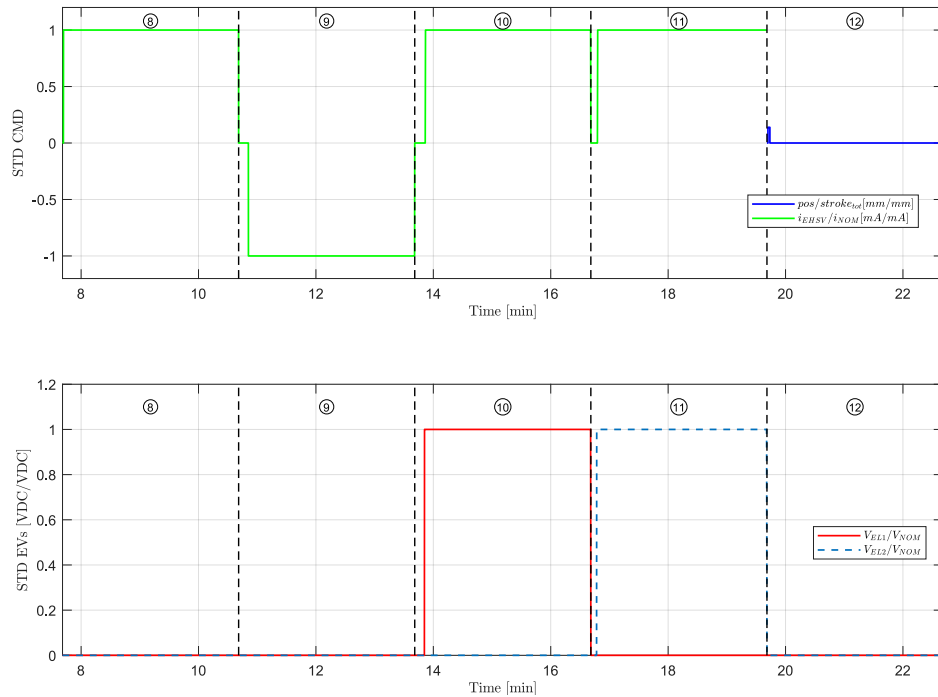 ⑧ ⑨ ⑩ ⑪ ⑫
1
0.5
0
-0.5
-1
STD CMD
pos/stroke_tot[mm/mm]
i_EHSV/i_NOM[mA/mA]
8 10 12 14 16 18 20 22
Time [min]
⑧ ⑨ ⑩ ⑪ ⑫
1.2
1
0.8
0.6
0.4
0.2
0
STD EVs [VDC/VDC]
V_EL1/V_NOM
V_EL2/V_NOM
8 10 12 14 16 18 20 22
Time [min]